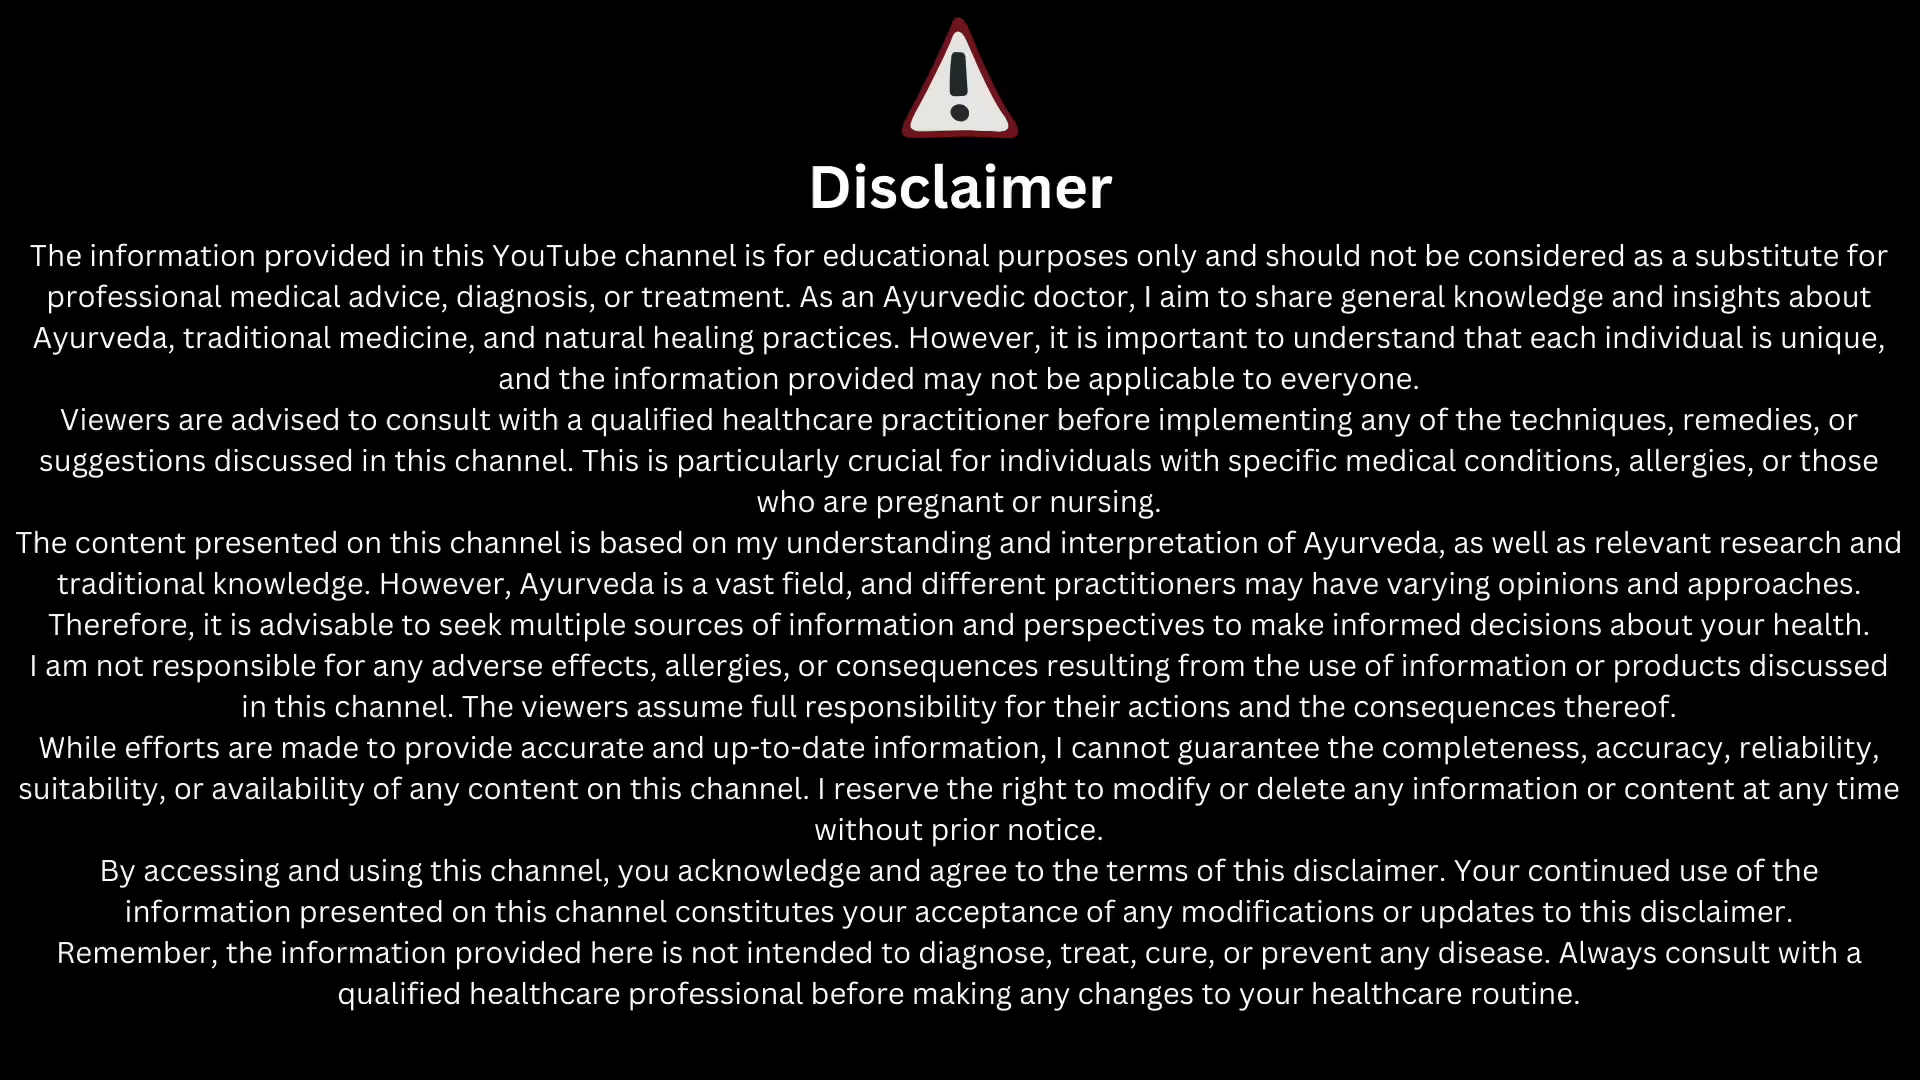 Disclaimer
The information provided in this YouTube channel is for educational purposes only and should not be considered as a substitute for
professional medical advice, diagnosis, or treatment. As an Ayurvedic doctor, I aim to share general knowledge and insights about
Ayurveda, traditional medicine, and natural healing practices. However, it is important to understand that each individual is unique,
and the information provided may not be applicable to everyone.
Viewers are advised to consult with a qualified healthcare practitioner before implementing any of the techniques, remedies, or
suggestions discussed in this channel. This is particularly crucial for individuals with specific medical conditions, allergies, or those
who are pregnant or nursing.
The content presented on this channel is based on my understanding and interpretation of Ayurveda, as well as relevant research and
traditional knowledge. However, Ayurveda is a vast field, and different practitioners may have varying opinions and approaches.
Therefore, it is advisable to seek multiple sources of information and perspectives to make informed decisions about your health.
I am not responsible for any adverse effects, allergies, or consequences resulting from the use of information or products discussed
in this channel. The viewers assume full responsibility for their actions and the consequences thereof.
While efforts are made to provide accurate and up-to-date information, I cannot guarantee the completeness, accuracy, reliability,
suitability, or availability of any content on this channel. I reserve the right to modify or delete any information or content at any time
without prior notice.
By accessing and using this channel, you acknowledge and agree to the terms of this disclaimer. Your continued use of the
information presented on this channel constitutes your acceptance of any modifications or updates to this disclaimer.
Remember, the information provided here is not intended to diagnose, treat, cure, or prevent any disease. Always consult with a
qualified healthcare professional before making any changes to your healthcare routine.